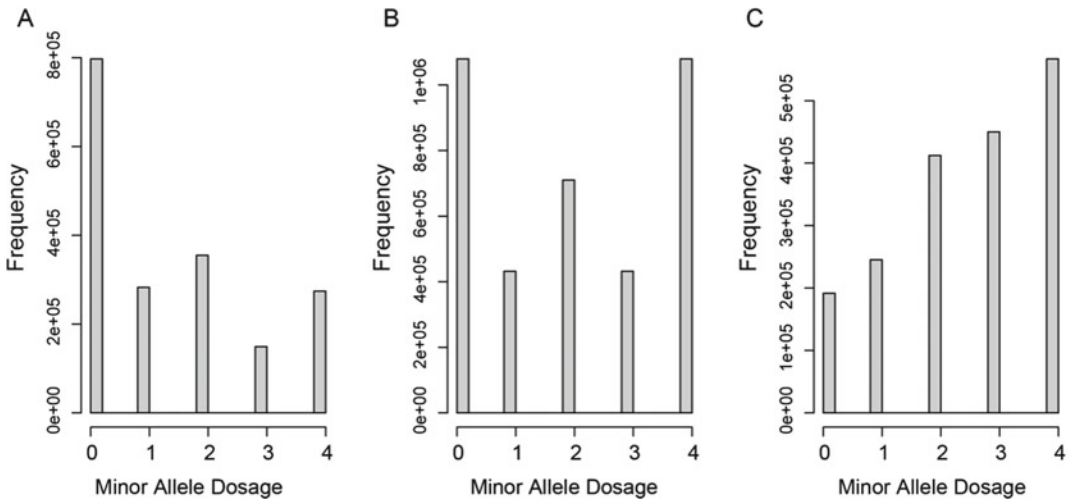 A
B
C
Frequency
0e+00
2e+05
4e+05
6e+05
8e+05
0 1 2 3 4
Minor Allele Dosage
Frequency
0e+00
2e+05
4e+05
6e+05
8e+05
1e+06
0 1 2 3 4
Minor Allele Dosage
Frequency
0e+00
1e+05
2e+05
3e+05
4e+05
5e+05
0 1 2 3 4
Minor Allele Dosage